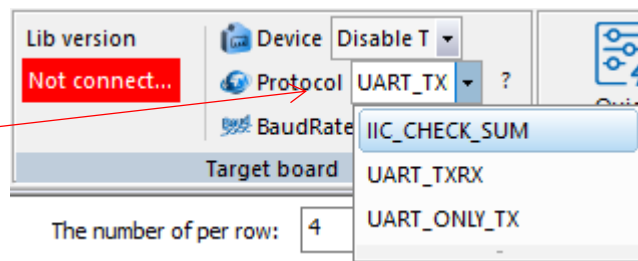 Lib version
Device Disable T
Not connect...
Protocol UART_TX ?
BaudRate
IIC_CHECK_SUM
Target board
UART_TXRX
UART_ONLY_TX
The number of per row: 4